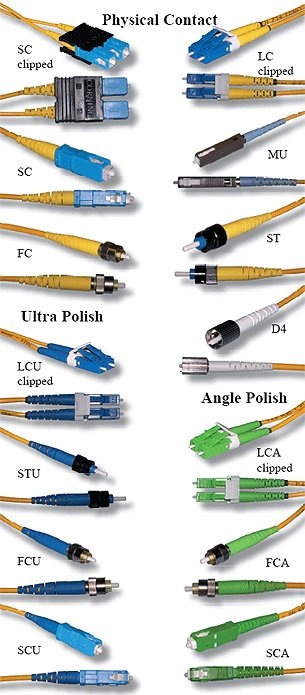 Physical Contact
SC
clipped
LC
clipped
MU
SC
ST
FC
Ultra Polish
D4
LCU
clipped
Angle Polish
LCA
clipped
STU
FCU
FCA
SCU
SCA